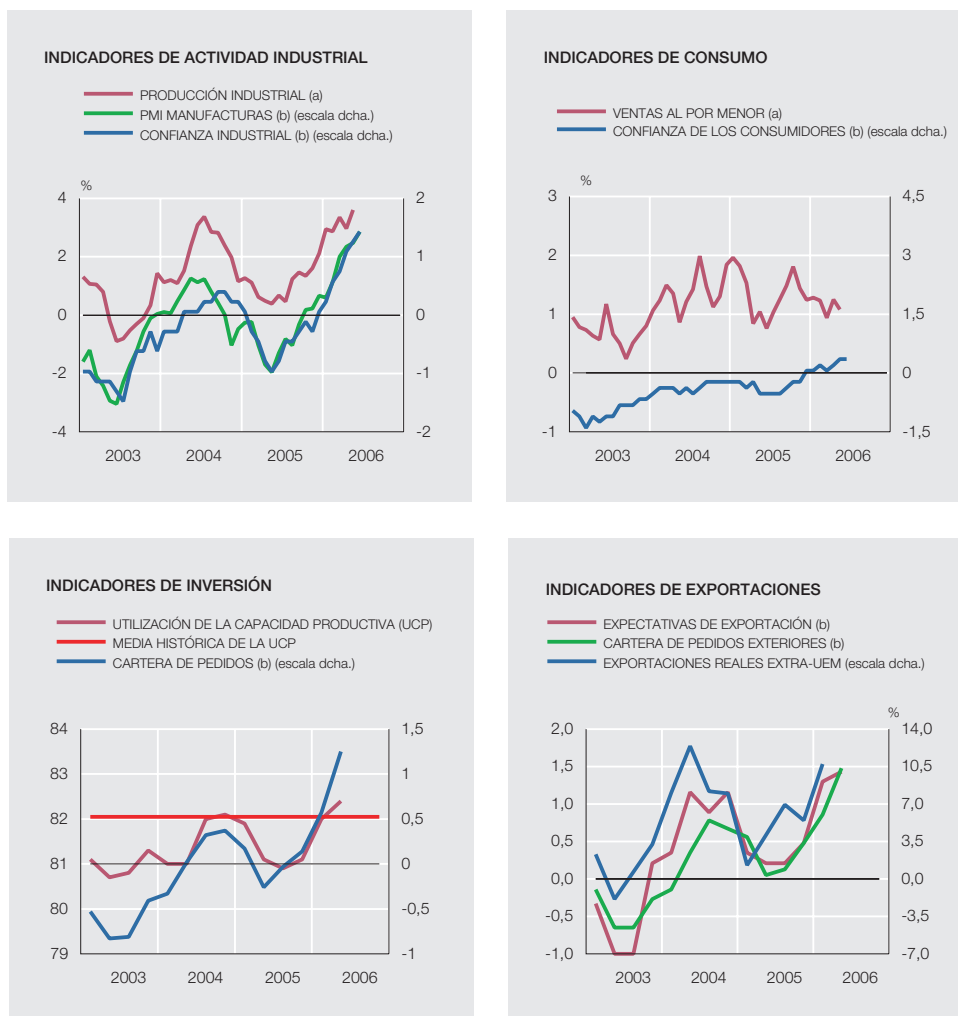 INDICADORES DE ACTIVIDAD INDUSTRIAL
PRODUCCIÓN INDUSTRIAL (a)
PMI MANUFACTURAS (b) (escala dcha.)
CONFIANZA INDUSTRIAL (b) (escala dcha.)
%
4 2
2 1
0 0
-2 -1
-4 -2
2003 2004 2005 2006
INDICADORES DE CONSUMO
VENTAS AL POR MENOR (a)
CONFIANZA DE LOS CONSUMIDORES (b) (escala dcha.)
%
3 4,5
2 3
1 1,5
0 0
-1 -1,5
2003 2004 2005 2006
INDICADORES DE INVERSIÓN
UTILIZACIÓN DE LA CAPACIDAD PRODUCTIVA (UCP)
MEDIA HISTÓRICA DE LA UCP
CARTERA DE PEDIDOS (b) (escala dcha.)
84 1,5
83 1
82 0,5
81 0
80 -0,5
79 -1
2003 2004 2005 2006
INDICADORES DE EXPORTACIONES
EXPECTATIVAS DE EXPORTACIÓN (b)
CARTERA DE PEDIDOS EXTERIORES (b)
EXPORTACIONES REALES EXTRA-UEM (escala dcha.)
%
2,0 14,0
1,5 10,5
1,0 7,0
0,5 3,5
0,0 0,0
-0,5 -3,5
-1,0 -7,0
2003 2004 2005 2006